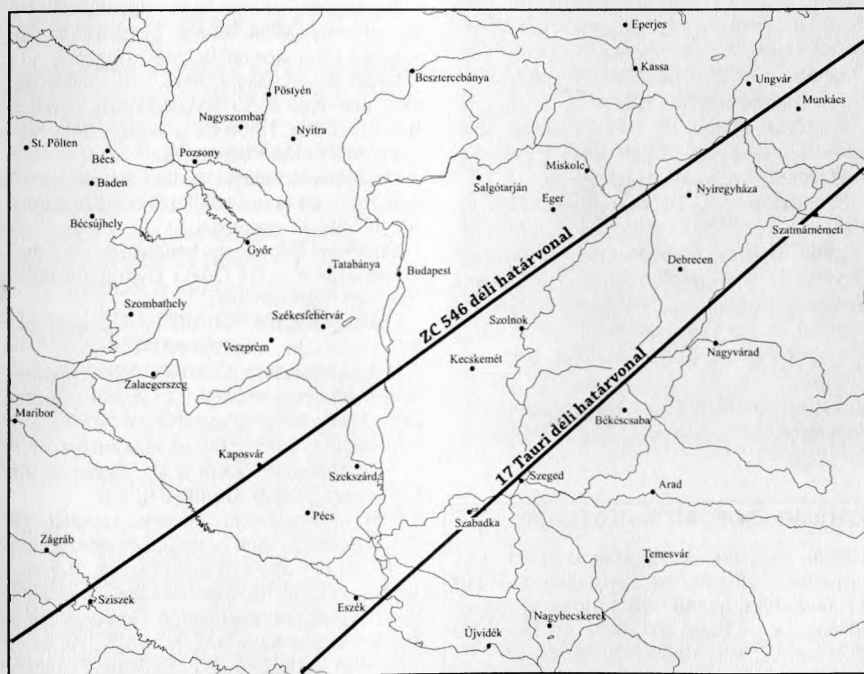 Eperjes
Kassa
Besztercebánya
Ungvár
Pöstyén
Munkács
Nagyszombat
Nyitra
St. Pölten
Bécs
Pozsony
Miskolc
Baden
Salgótarján
Nyíregyháza
Eger
Bécsújhely
Szatmárnémeti
Győr
Tatabánya
Budapest
Debrecen
ZC 546 déli határvonal
Szombathely
Székesfehérvár
Szolnok
Veszprém
Nagyvárad
Kecskemét
Zalaegerszeg
17 Tauri déli határvonal
Maribor
Békéscsaba
Kaposvár
Szekszárd
Szeged
Arad
Pécs
Szabadka
Zágráb
Temesvár
Sziszek
Eszék
Nagybecskerek
Újvidék